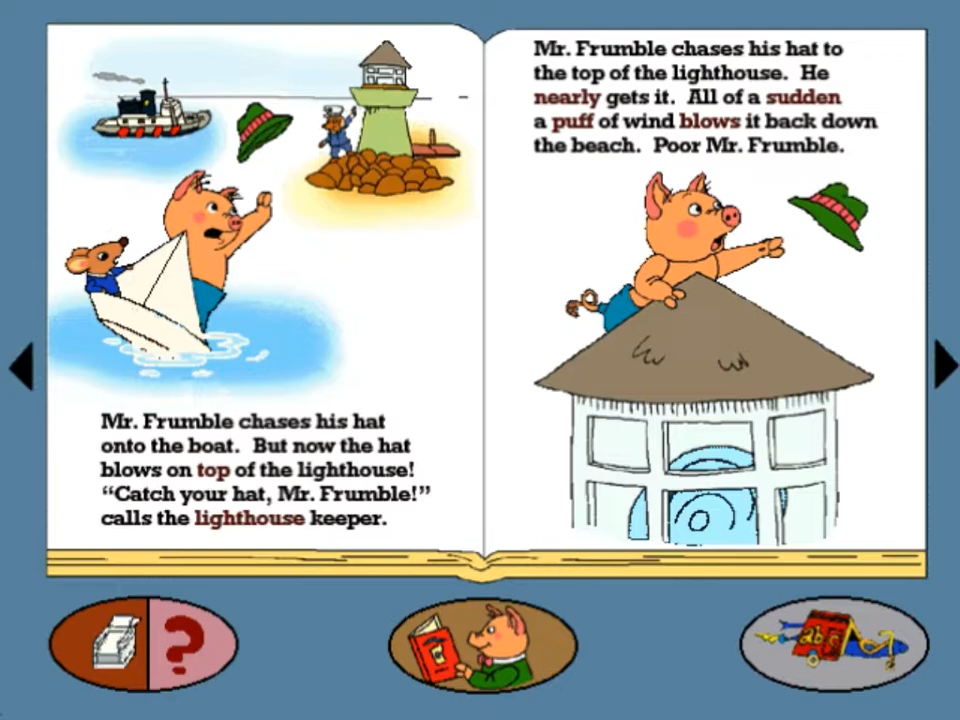 Mr. Frumble chases his hat
onto the boat. But now the hat
blows on top of the lighthouse!
“Catch your hat, Mr. Frumble!”
calls the lighthouse keeper.
Mr. Frumble chases his hat to
the top of the lighthouse. He
nearly gets it. All of a sudden
a puff of wind blows it back down
the beach. Poor Mr. Frumble.
?
abc